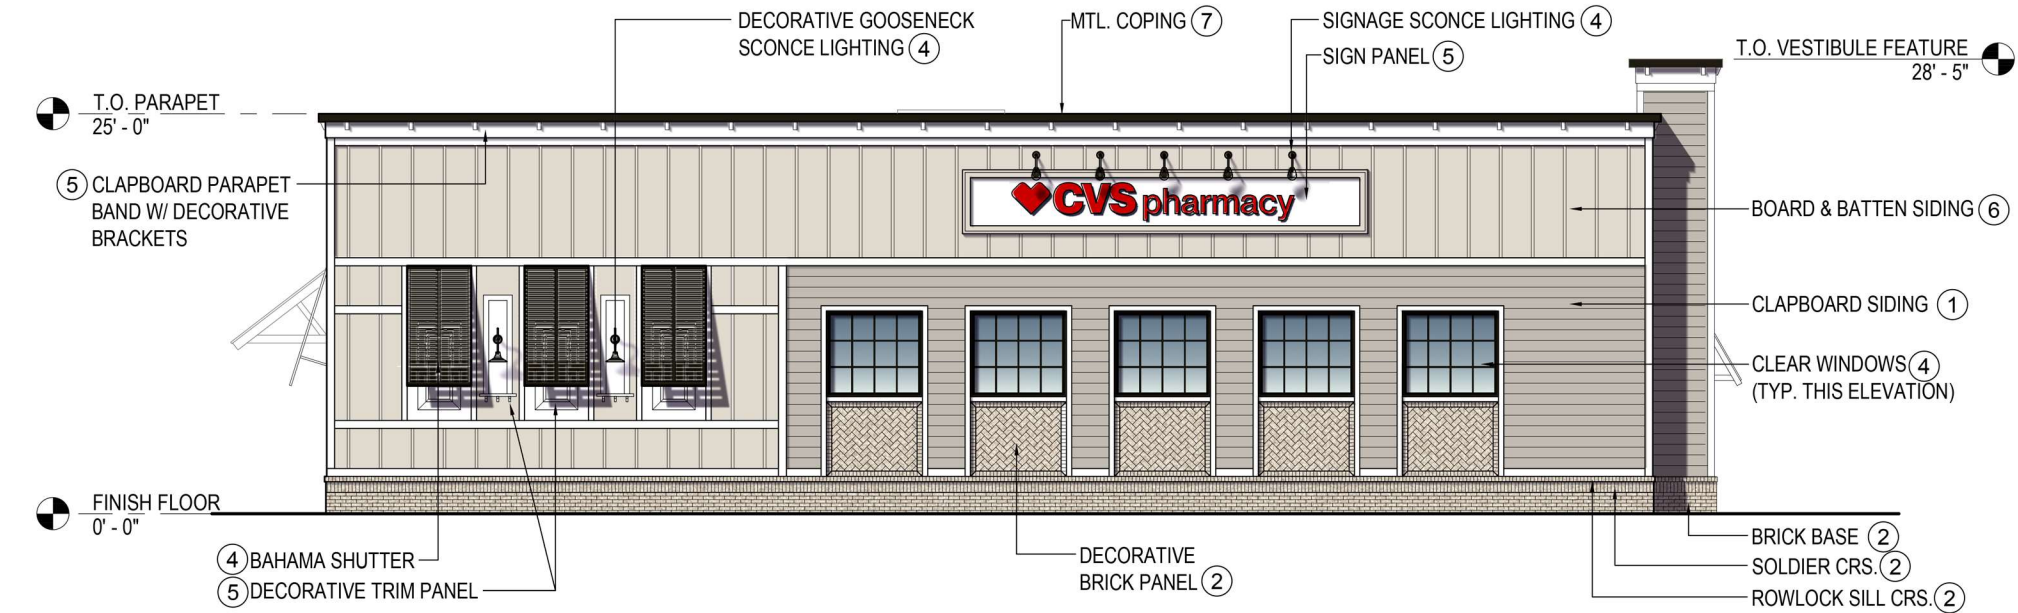 DECORATIVE GOOSENECK
SCONCE LIGHTING 4
MTL. COPING 7
SIGNAGE SCONCE LIGHTING 4
SIGN PANEL 5
T.O. VESTIBULE FEATURE
28' - 5"
T.O. PARAPET
25' - 0"
5 CLAPBOARD PARAPET
BAND W/ DECORATIVE
BRACKETS
CVS pharmacy
BOARD & BATTEN SIDING 6
CLAPBOARD SIDING 1
CLEAR WINDOWS 4
(TYP. THIS ELEVATION)
FINISH FLOOR
0' - 0"
4 BAHAMA SHUTTER
5 DECORATIVE TRIM PANEL
DECORATIVE
BRICK PANEL 2
BRICK BASE 2
SOLDIER CRS. 2
ROWLOCK SILL CRS. 2